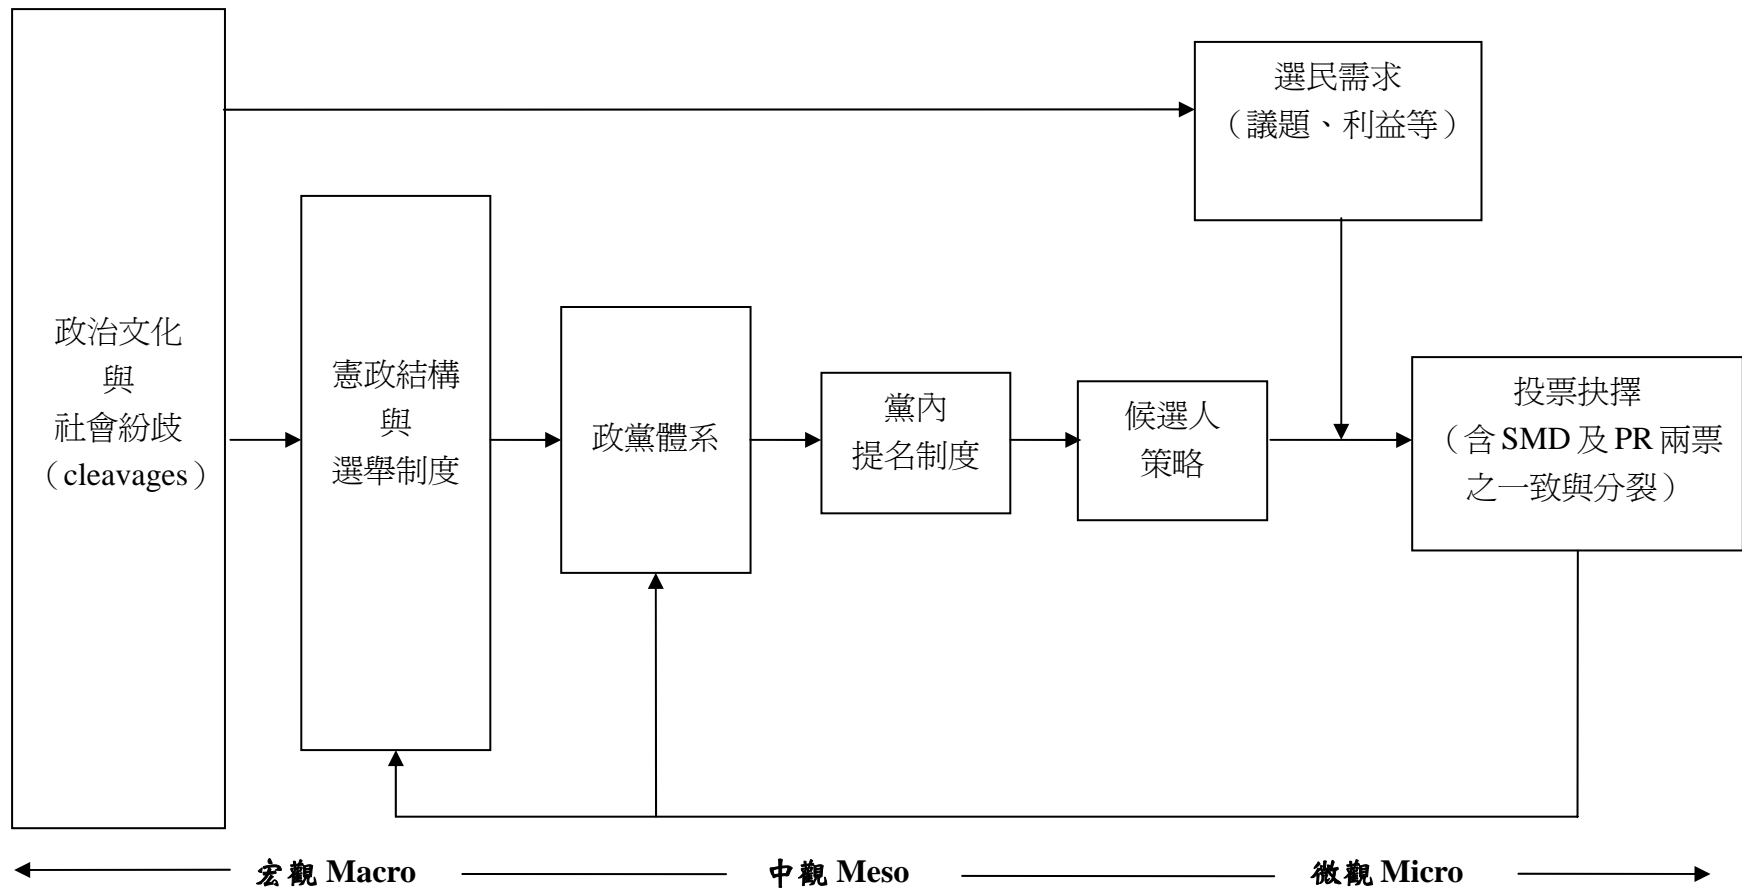 選民需求
（議題、利益等）
政治文化
與
社會紛歧
（cleavages）
憲政結構
與
選舉制度
政黨體系
黨內
提名制度
候選人
策略
投票抉擇
（含 SMD 及 PR 兩票
之一致與分裂）
宏觀 Macro
中觀 Meso
微觀 Micro